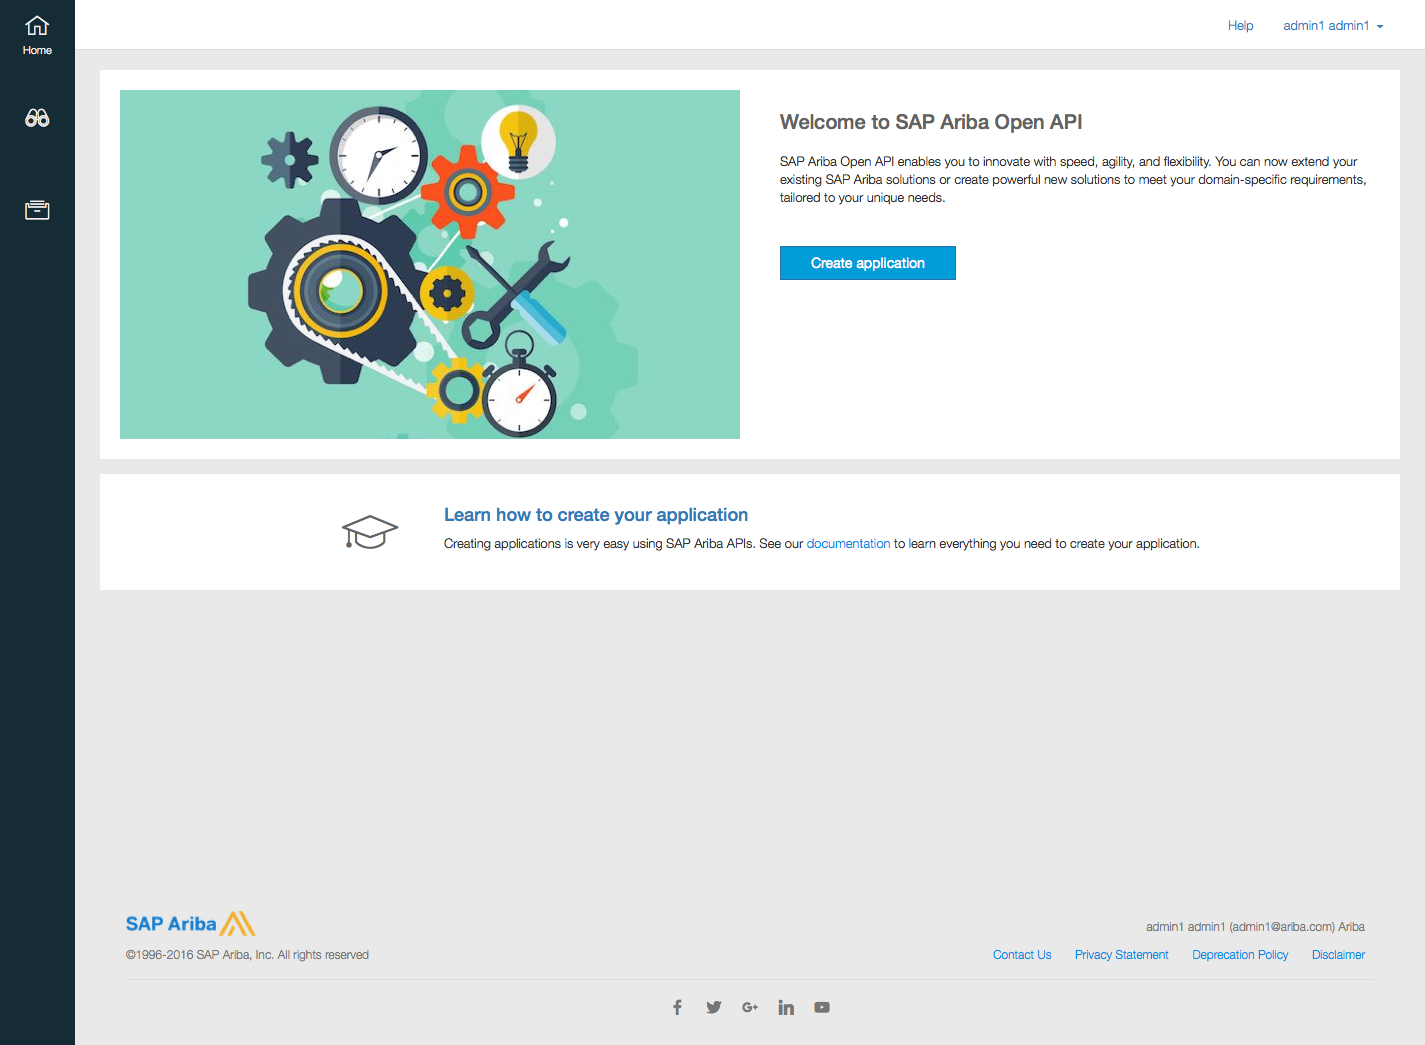 Home
Help
admin1 admin1
Welcome to SAP Ariba Open API
SAP Ariba Open API enables you to innovate with speed, agility, and flexibility. You can now extend your
existing SAP Ariba solutions or create powerful new solutions to meet your domain-specific requirements,
tailored to your unique needs.
Create application
Learn how to create your application
Creating applications is very easy using SAP Ariba APIs. See our documentation to learn everything you need to create your application.
SAP Ariba
admin1 admin1 (admin1@ariba.com) Ariba
©1996-2016 SAP Ariba, Inc. All rights reserved
Contact Us Privacy Statement Deprecation Policy Disclaimer